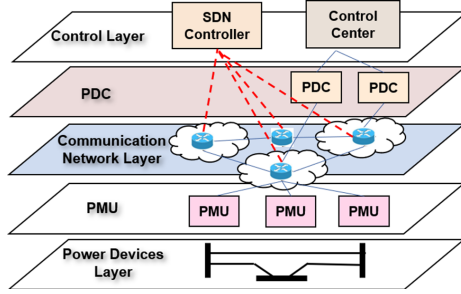 SDN
Controller
Control
Center
Control Layer
PDC
PDC
PDC
Communication
Network Layer
PMU
PMU
PMU
PMU
Power Devices
Layer